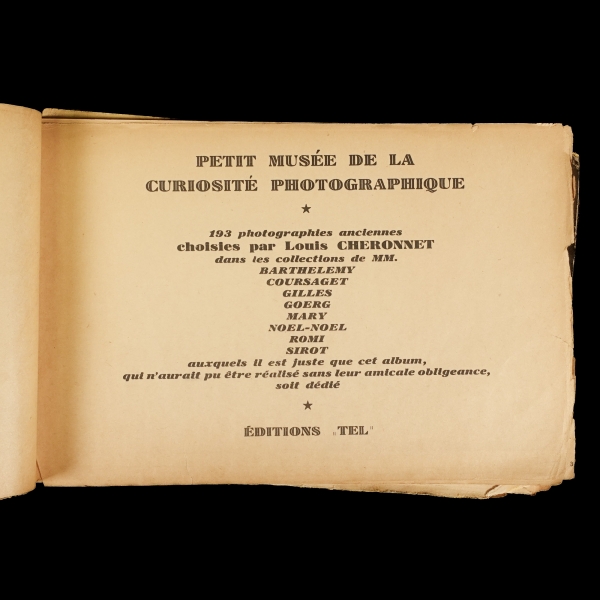 PETIT MUSÉE DE LA
CURIOSITÉ PHOTOGRAPHIQUE
★
193 photographies anciennes
choisies par Louis CHERONNET
dans les collections de MM.
BARTHELEMY
COURSAGET
GILLES
GOERG
MARY
NOEL-NOEL
ROMI
SIROT
auxquels il est juste que cet album,
qui n'aurait pu être réalisé sans leur amicale obligeance,
soit dédié
★
ÉDITIONS „TEL"